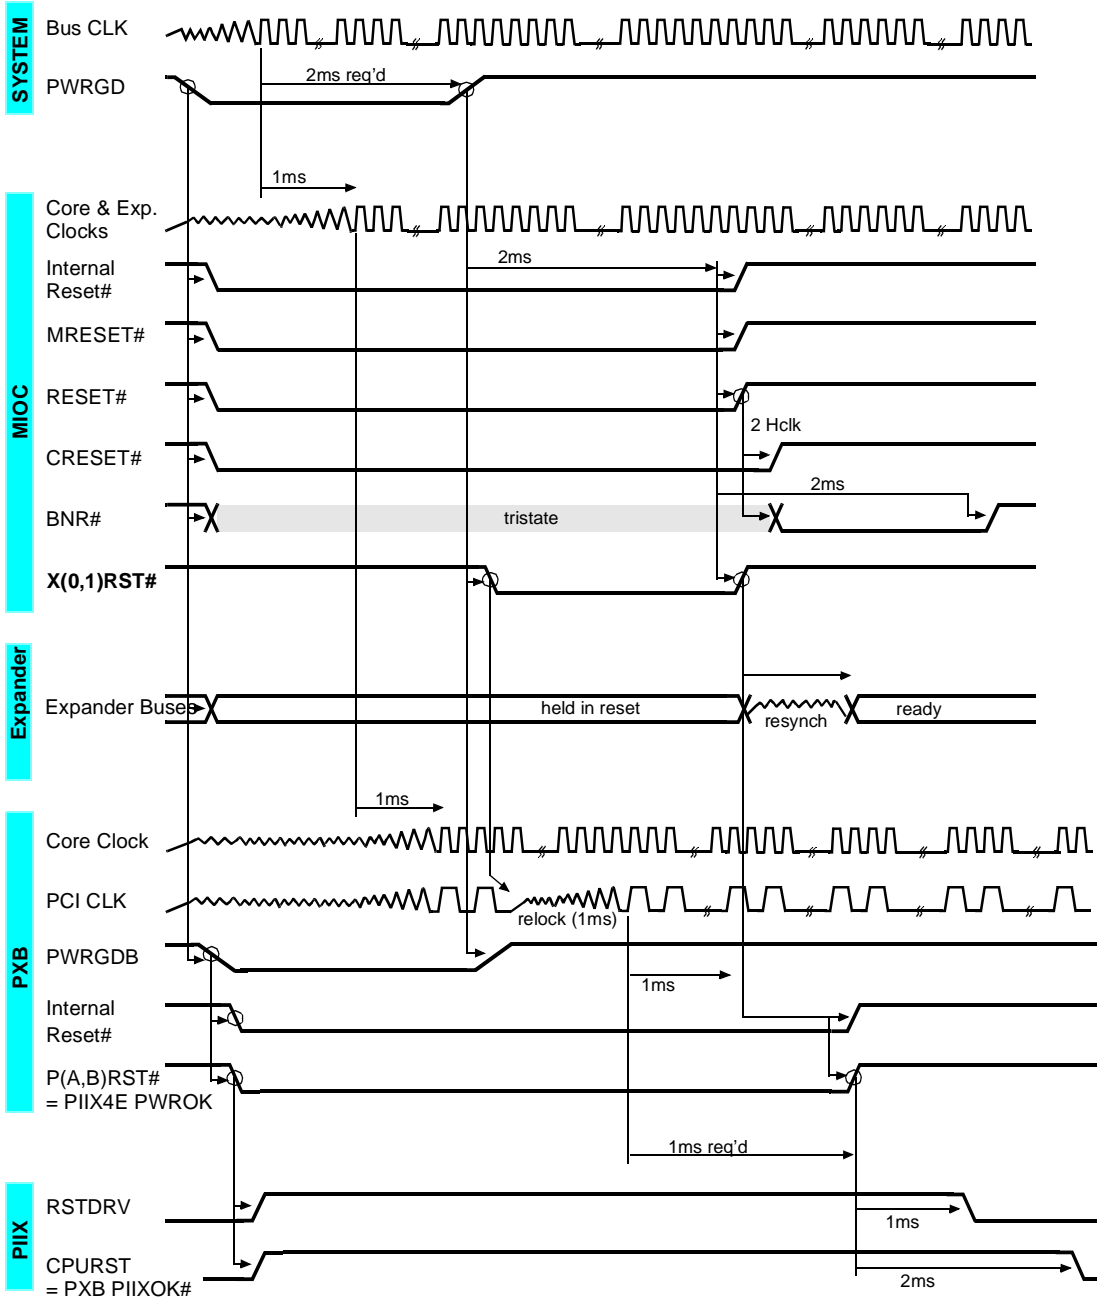 SYSTEM
Bus CLK
PWRGD
2ms req'd
1ms
MIOC
Core & Exp.
Clocks
Internal
Reset#
2ms
MRESET#
RESET#
2 Hclk
CRESET#
2ms
BNR#
tristate
X(0,1)RST#
Expander
Expander Buses
held in reset
resynch
ready
1ms
PXB
Core Clock
PCI CLK
relock (1ms)
PWRGDB
1ms
Internal
Reset#
P(A,B)RST#
= PIIX4E PWROK
1ms req'd
PIIX
RSTDRV
1ms
CPURST
= PXB PIIXOK#
2ms